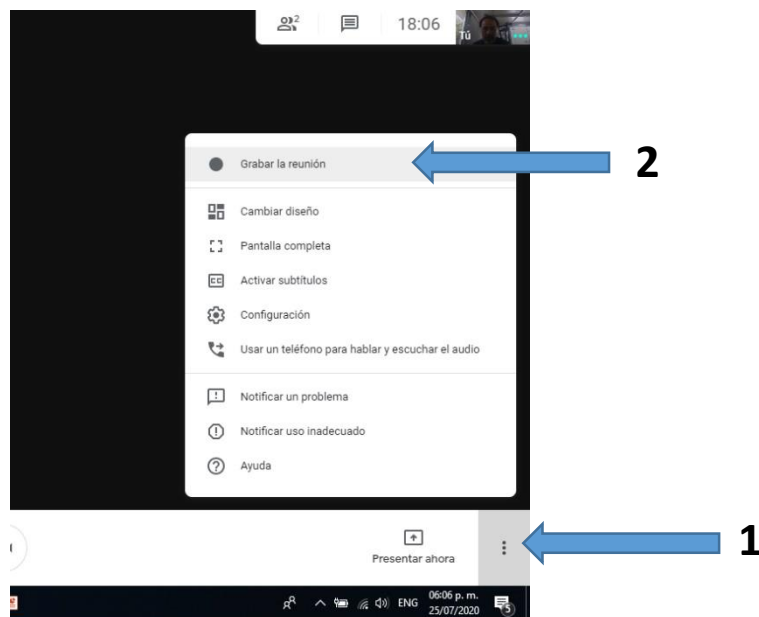 2
18:06
Tú
Grabar la reunión
2
Cambiar diseño
Pantalla completa
Activar subtítulos
Configuración
Usar un teléfono para hablar y escuchar el audio
Notificar un problema
Notificar uso inadecuado
Ayuda
Presentar ahora
1
ENG
06:06 p. m.
25/07/2020
5